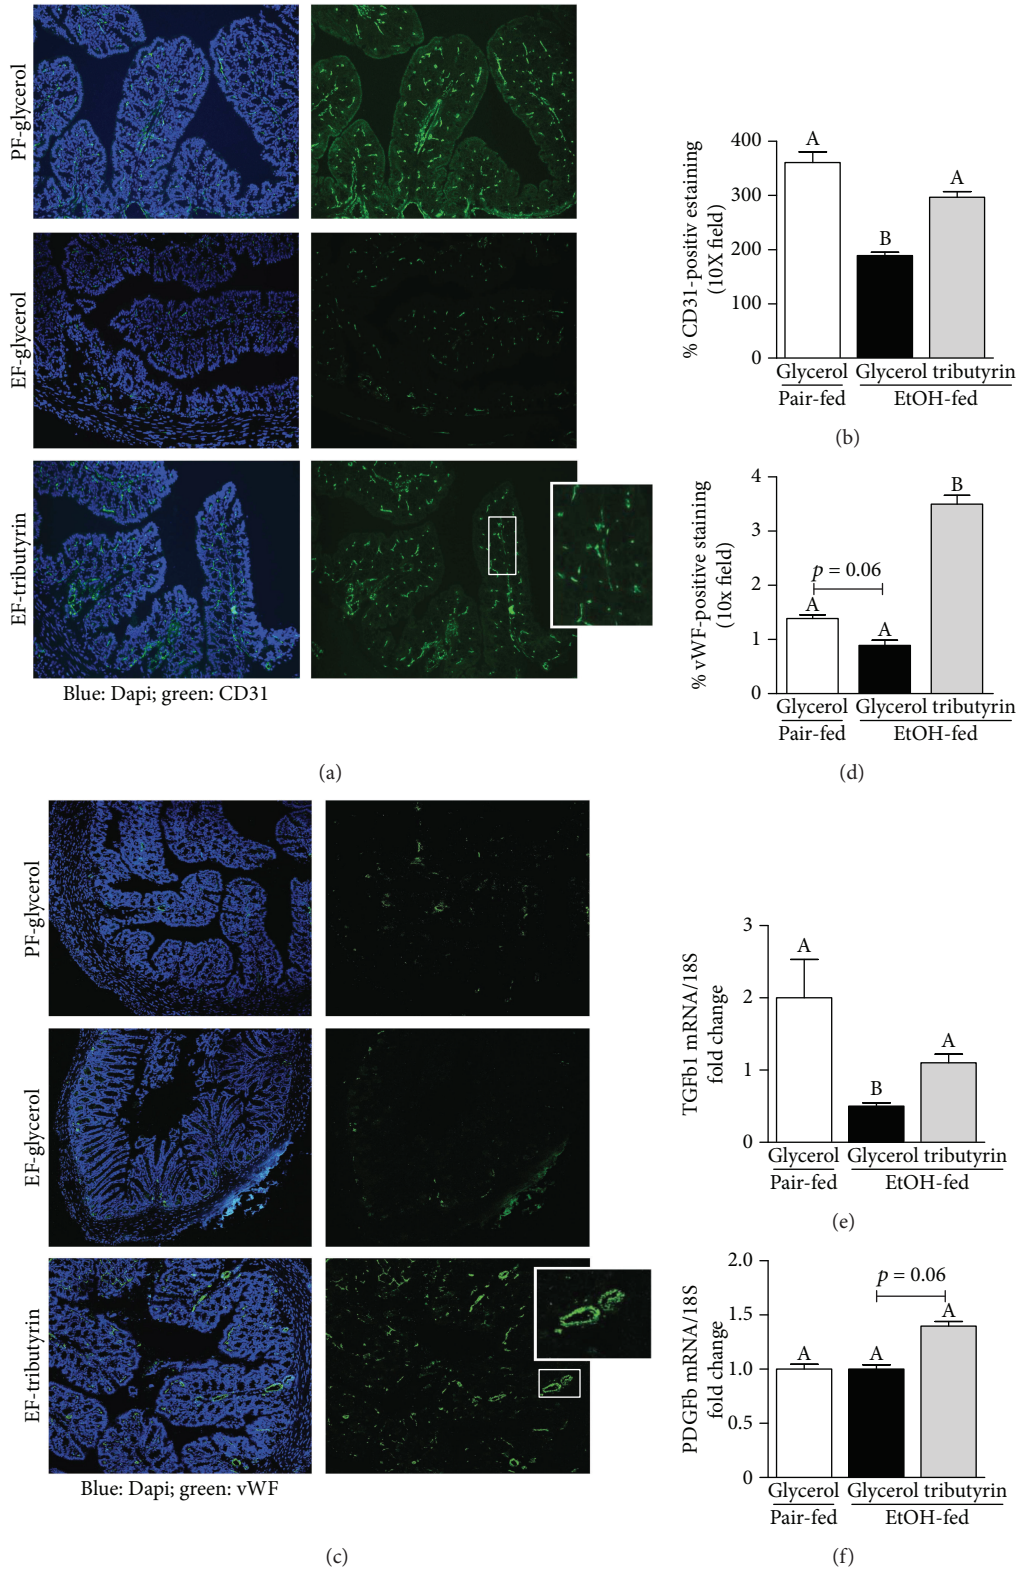 PF-glycerol
EF-glycerol
EF-tributyrin
Blue: Dapi; green: CD31
(a)
% CD31-positiv estaining
(10X field)
400
300
200
100
0
A
B
A
Glycerol Glycerol tributyrin
Pair-fed EtOH-fed
(b)
% vWF-positive staining
(10x field)
4
3
2
1
0
p = 0.06
A
A
B
Glycerol Glycerol tributyrin
Pair-fed EtOH-fed
(d)
PF-glycerol
EF-glycerol
EF-tributyrin
Blue: Dapi; green: vWF
(c)
TGFb1 mRNA/18S
fold change
3
2
1
0
A
B
A
Glycerol Glycerol tributyrin
Pair-fed EtOH-fed
(e)
PDGFb mRNA/18S
fold change
2.0
1.5
1.0
0.5
0
p = 0.06
A
A
A
Glycerol Glycerol tributyrin
Pair-fed EtOH-fed
(f)